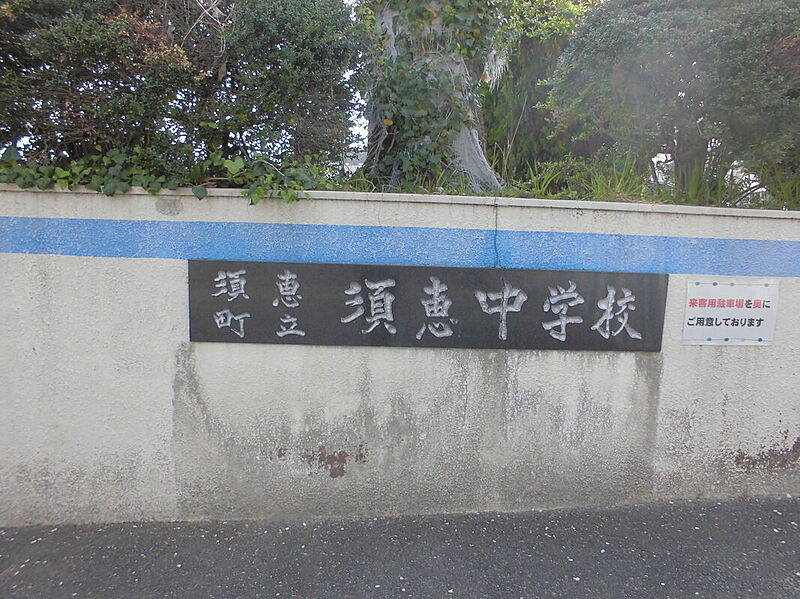 須恵
町立
須恵中学校
来客用駐車場を奥に
ご用意しております